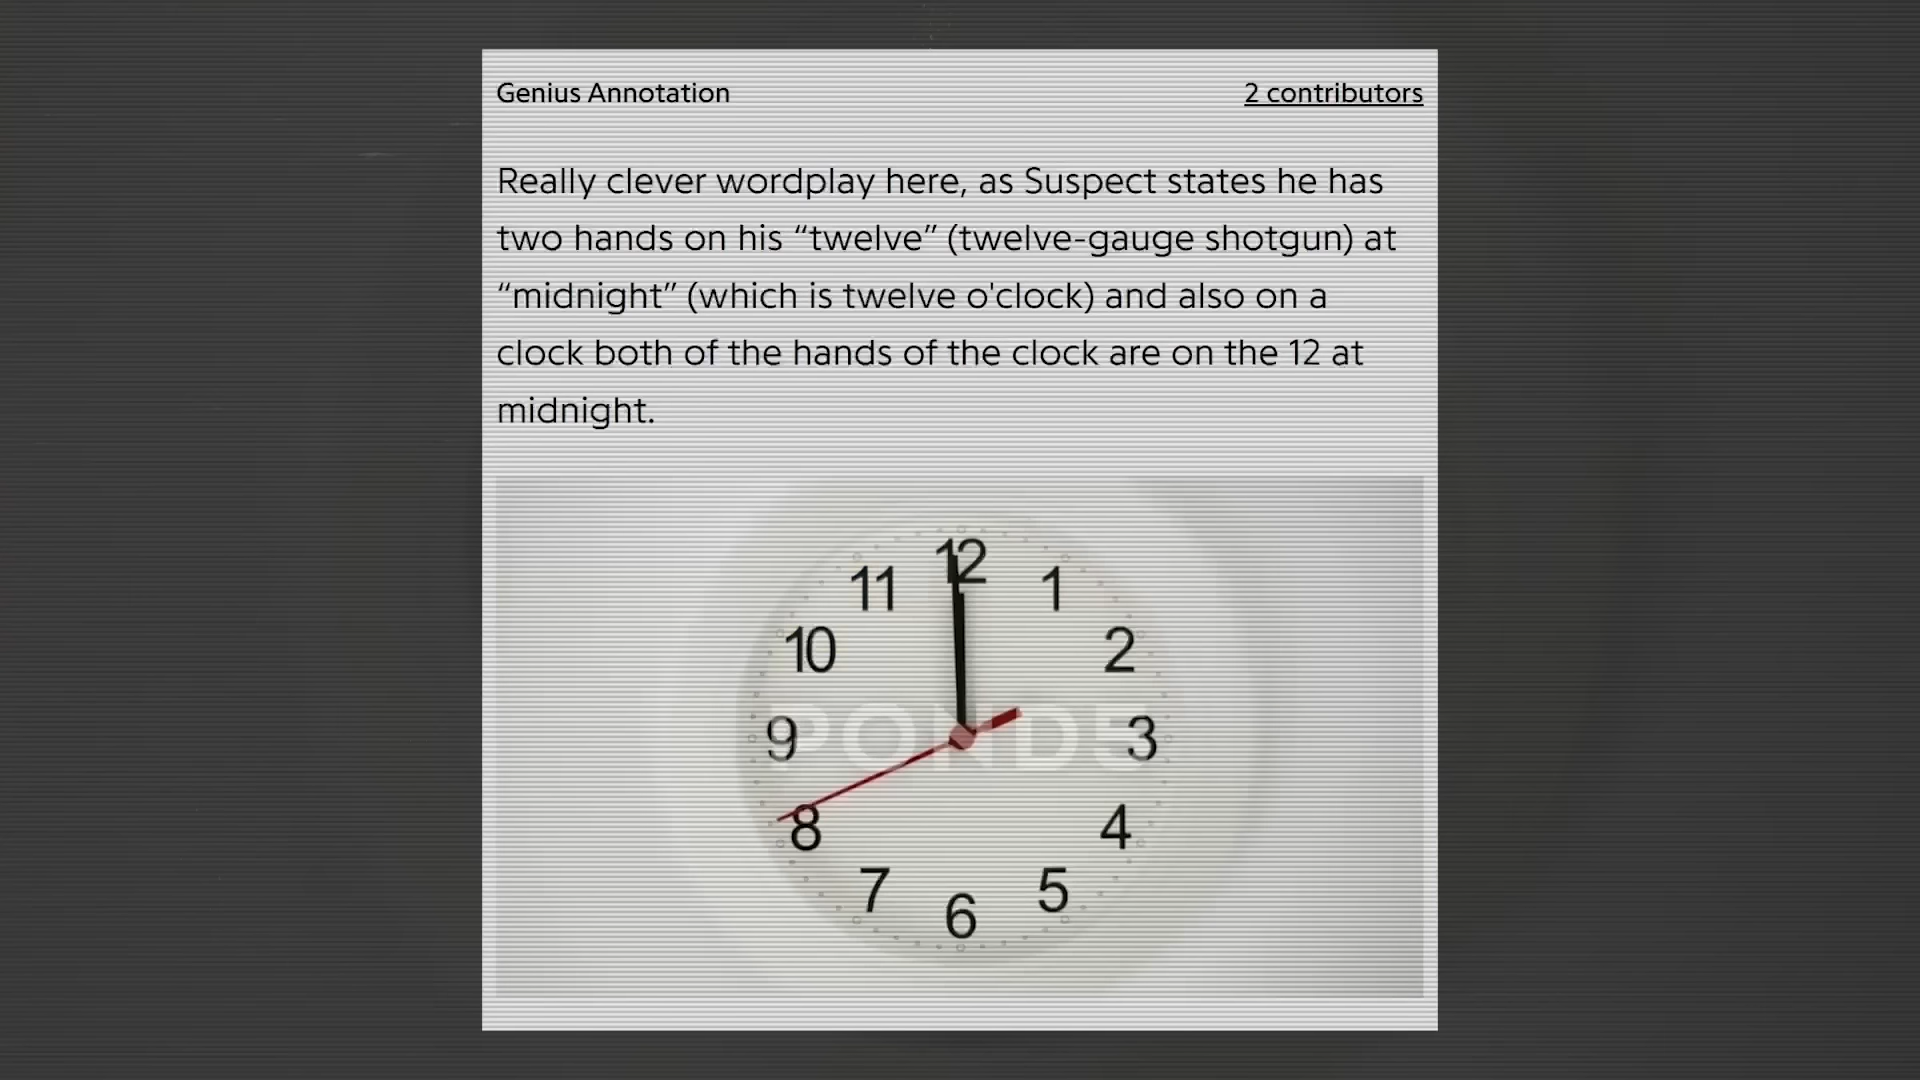 Genius Annotation 2 contributors
Really clever wordplay here, as Suspect states he has
two hands on his “twelve” (twelve-gauge shotgun) at
“midnight” (which is twelve o'clock) and also on a
clock both of the hands of the clock are on the 12 at
midnight.
12
11 1
10 2
9 3
POND5
8 4
7 5
6